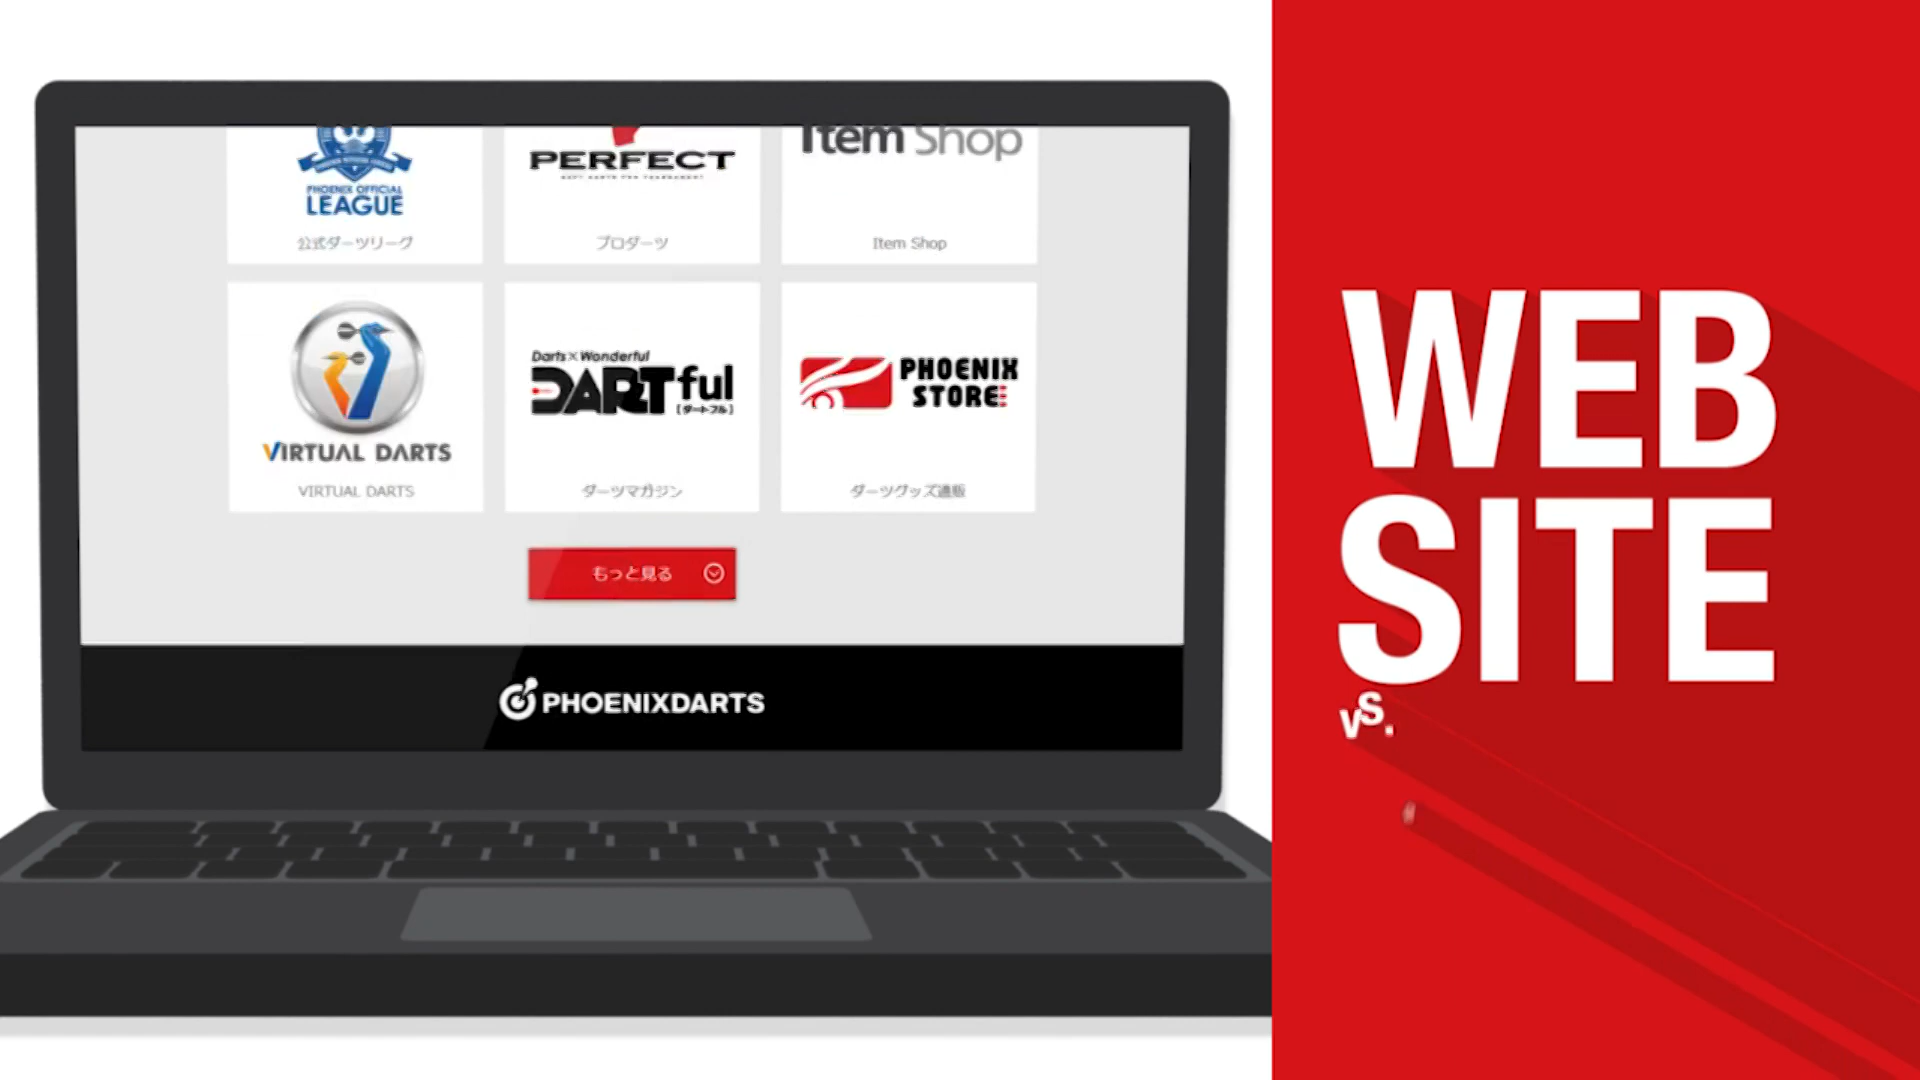 PHOENIX OFFICIAL
LEAGUE
公式ダーツリーグ
PERFECT
プロダーツ
Item Shop
Item Shop
VIRTUAL DARTS
VIRTUAL DARTS
Darts×Wonderful
DARTful
[ダートフル]
ダーツマガジン
PHOENIX
STORE
ダーツグッズ通販
もっと見る
PHOENIXDARTS
WEB
SITE
vs.